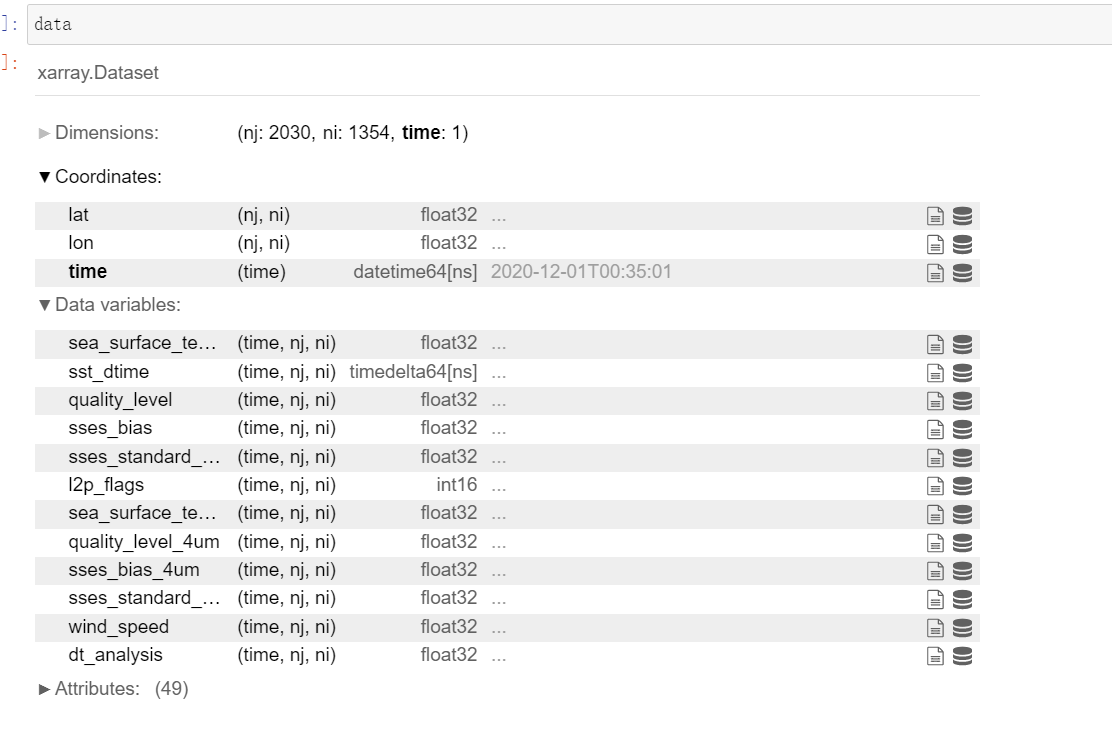 ]: data
]:
xarray.Dataset
► Dimensions: (nj: 2030, ni: 1354, time: 1)
▼ Coordinates:
lat (nj, ni) float32 ...
lon (nj, ni) float32 ...
time (time) datetime64[ns] 2020-12-01T00:35:01
▼ Data variables:
sea_surface_te... (time, nj, ni) float32 ...
sst_dtime (time, nj, ni) timedelta64[ns] ...
quality_level (time, nj, ni) float32 ...
sses_bias (time, nj, ni) float32 ...
sses_standard_... (time, nj, ni) float32 ...
l2p_flags (time, nj, ni) int16 ...
sea_surface_te... (time, nj, ni) float32 ...
quality_level_4um (time, nj, ni) float32 ...
sses_bias_4um (time, nj, ni) float32 ...
sses_standard_... (time, nj, ni) float32 ...
wind_speed (time, nj, ni) float32 ...
dt_analysis (time, nj, ni) float32 ...
► Attributes: (49)